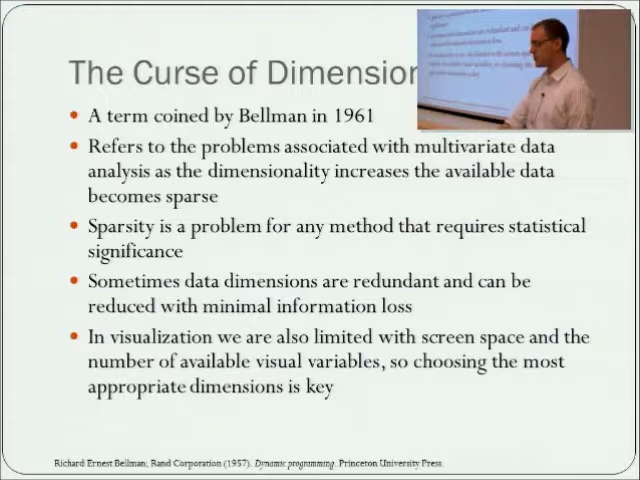 The Curse of Dimension
• A term coined by Bellman in 1961
• Refers to the problems associated with multivariate data
analysis as the dimensionality increases the available data
becomes sparse
• Sparsity is a problem for any method that requires statistical
significance
• Sometimes data dimensions are redundant and can be
reduced with minimal information loss
• In visualization we are also limited with screen space and the
number of available visual variables, so choosing the most
appropriate dimensions is key
Richard Ernest Bellman; Rand Corporation (1957). Dynamic programming. Princeton University Press.